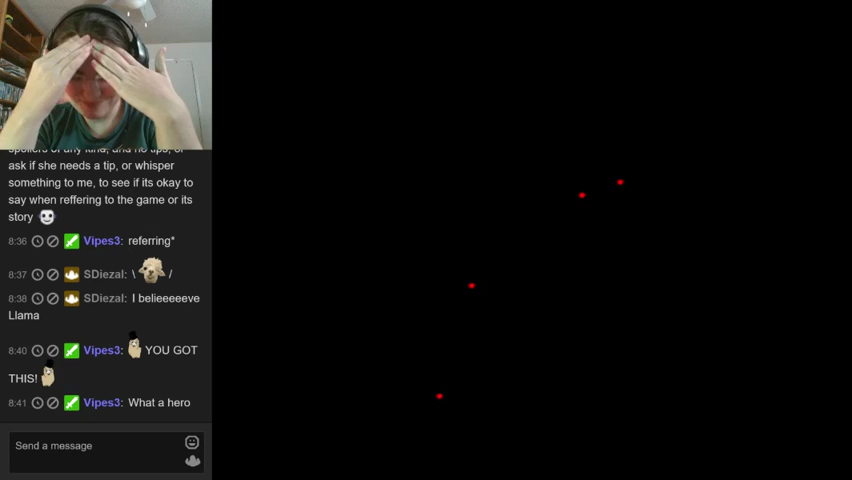 spoilers of any kind, and no tips, or
ask if she needs a tip, or whisper
something to me, to see if its okay to
say when reffering to the game or its
story
8:36 Vipes3: referring*
8:37 SDiezal: \ /
8:38 SDiezal: I belieeeeeve
Llama
8:40 Vipes3: YOU GOT
THIS!
8:41 Vipes3: What a hero
Send a message